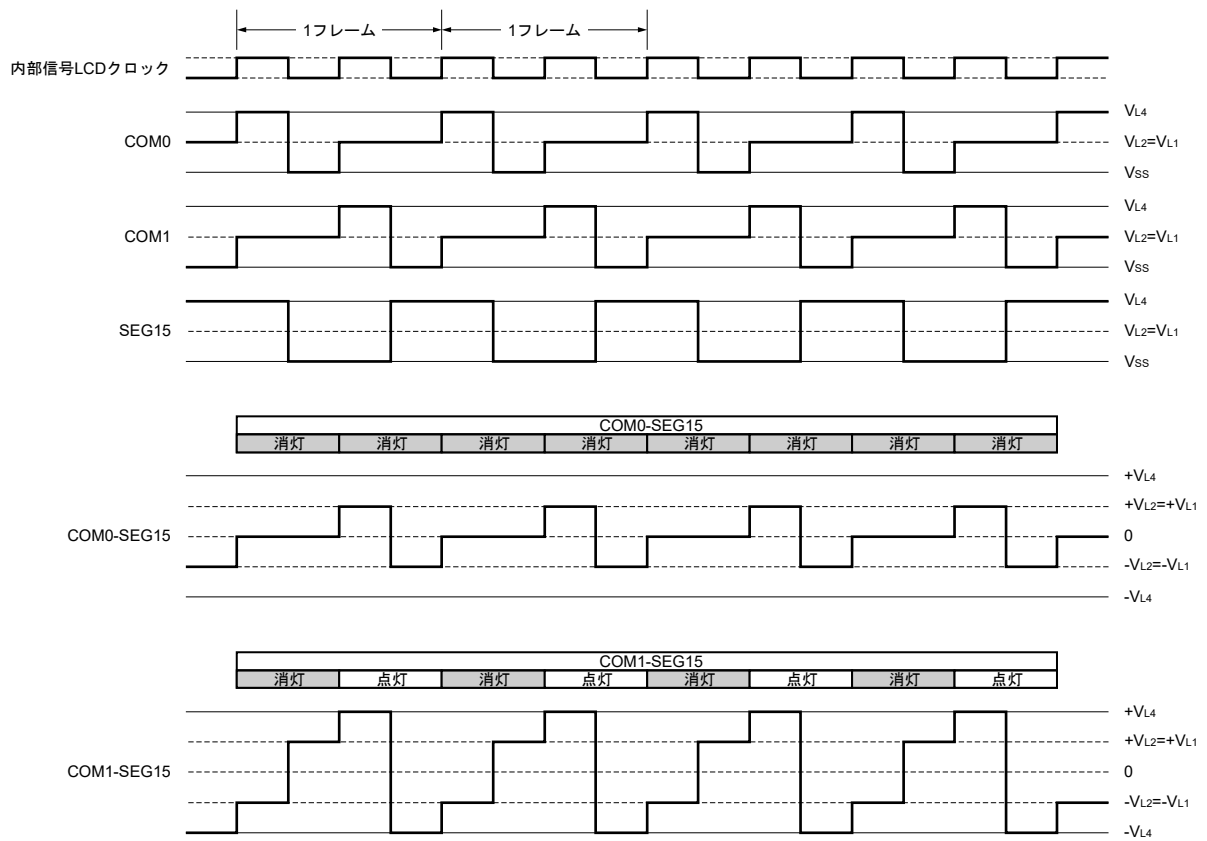 1フレーム 1フレーム
内部信号LCDクロック
COM0
VL4
VL2=VL1
VSS
COM1
VL4
VL2=VL1
VSS
SEG15
VL4
VL2=VL1
VSS
COM0-SEG15
消灯 消灯 消灯 消灯 消灯 消灯 消灯 消灯
COM0-SEG15
+VL4
+VL2=+VL1
0
-VL2=-VL1
-VL4
COM1-SEG15
消灯 点灯 消灯 点灯 消灯 点灯 消灯 点灯
COM1-SEG15
+VL4
+VL2=+VL1
0
-VL2=-VL1
-VL4